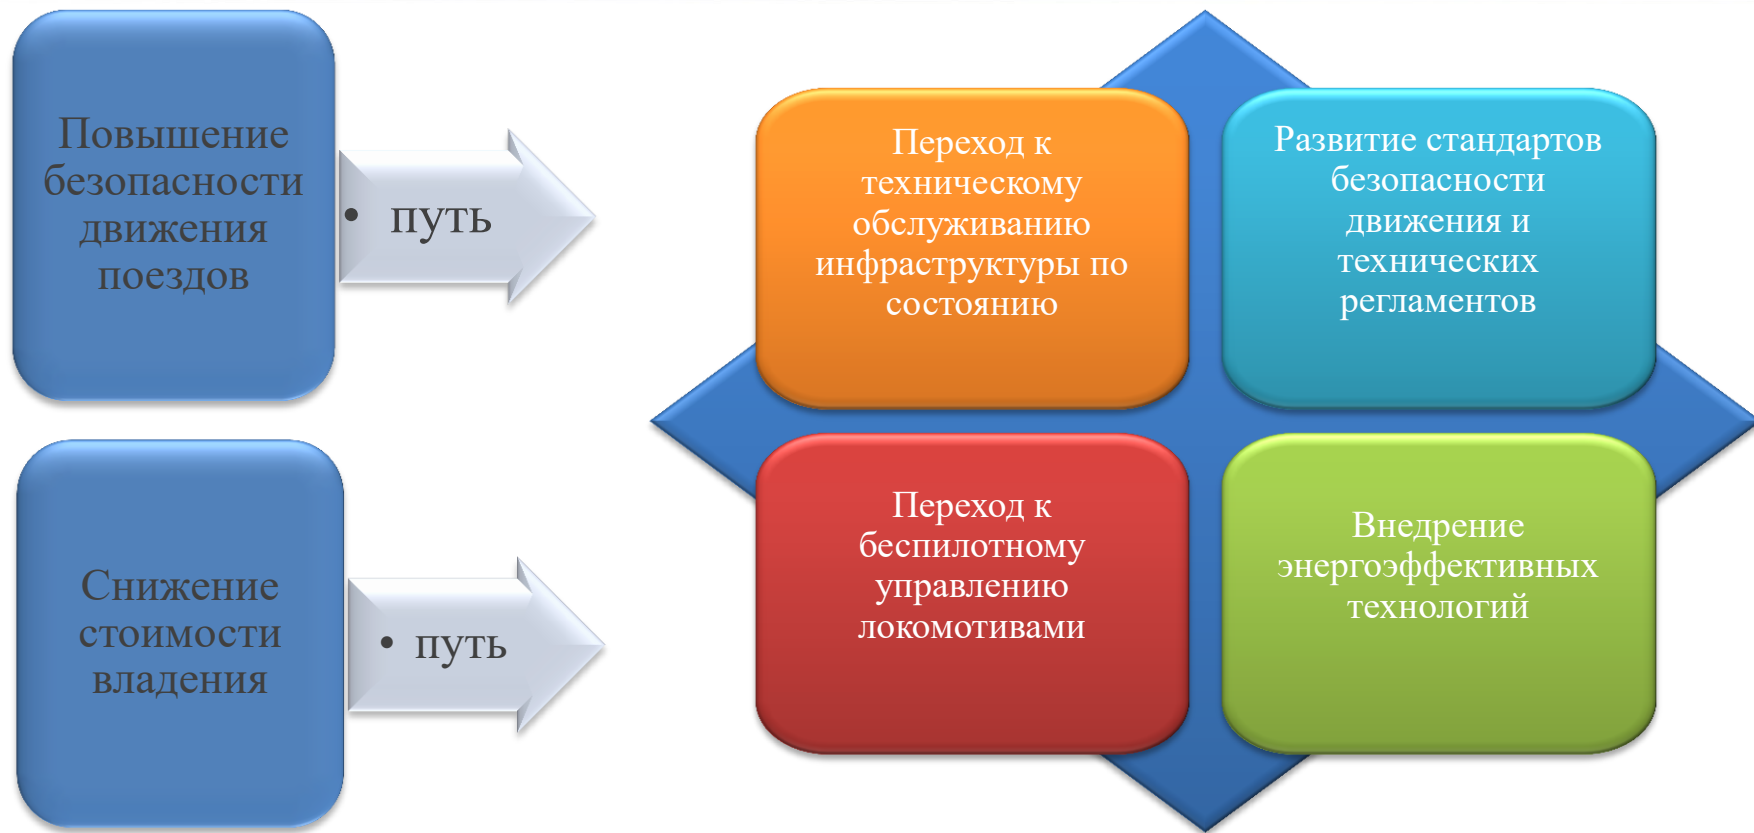 Повышение
безопасности
движения
поездов
• путь
Снижение
стоимости
владения
• путь
Переход к
техническому
обслуживанию
инфраструктуры по
состоянию
Развитие стандартов
безопасности
движения и
технических
регламентов
Переход к
беспилотному
управлению
локомотивами
Внедрение
энергоэффективных
технологий